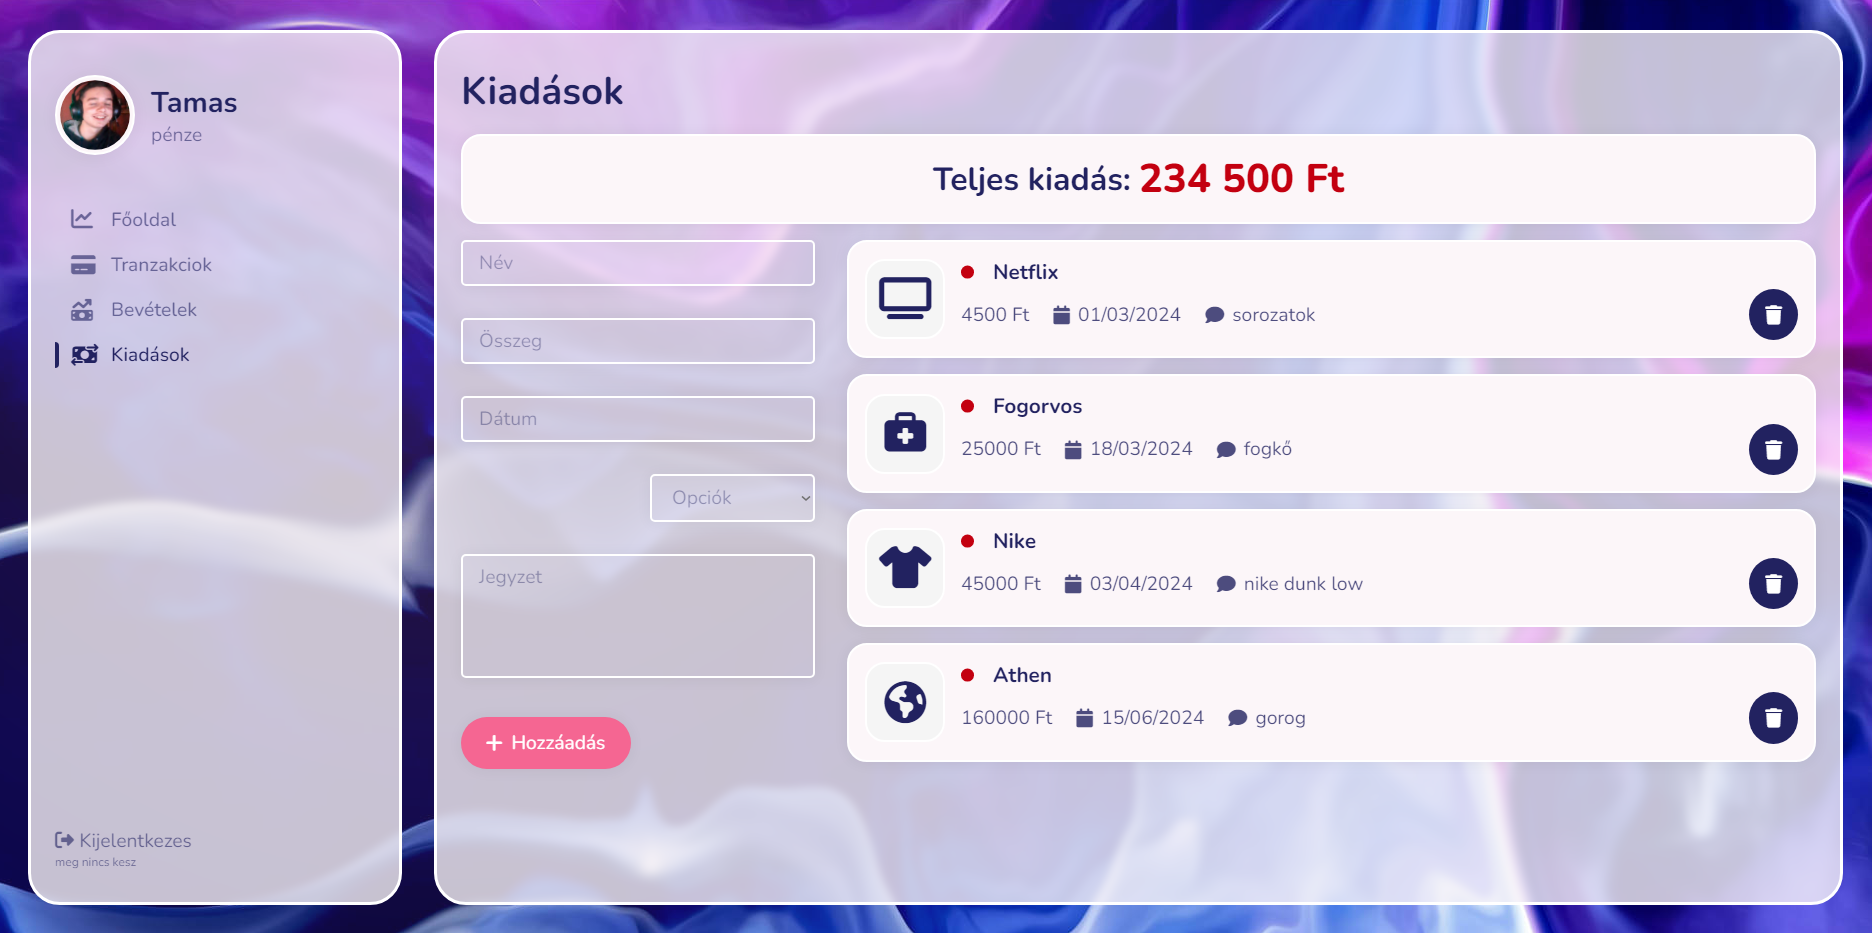 Tamas
pénze
Főoldal
Tranzakciok
Bevételek
Kiadások
Kijelentkezes
meg nincs kesz
Kiadások
Teljes kiadás: 234 500 Ft
Név
Összeg
Dátum
Opciók
Jegyzet
Hozzáadás
Netflix
4500 Ft 01/03/2024 sorozatok
Fogorvos
25000 Ft 18/03/2024 fogkő
Nike
45000 Ft 03/04/2024 nike dunk low
Athen
160000 Ft 15/06/2024 gorog